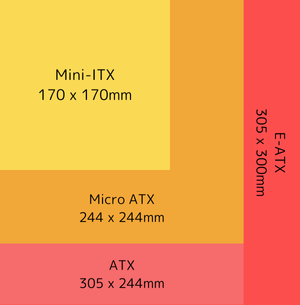 Mini-ITX
170 x 170mm
Micro ATX
244 x 244mm
ATX
305 x 244mm
E-ATX
305 x 300mm